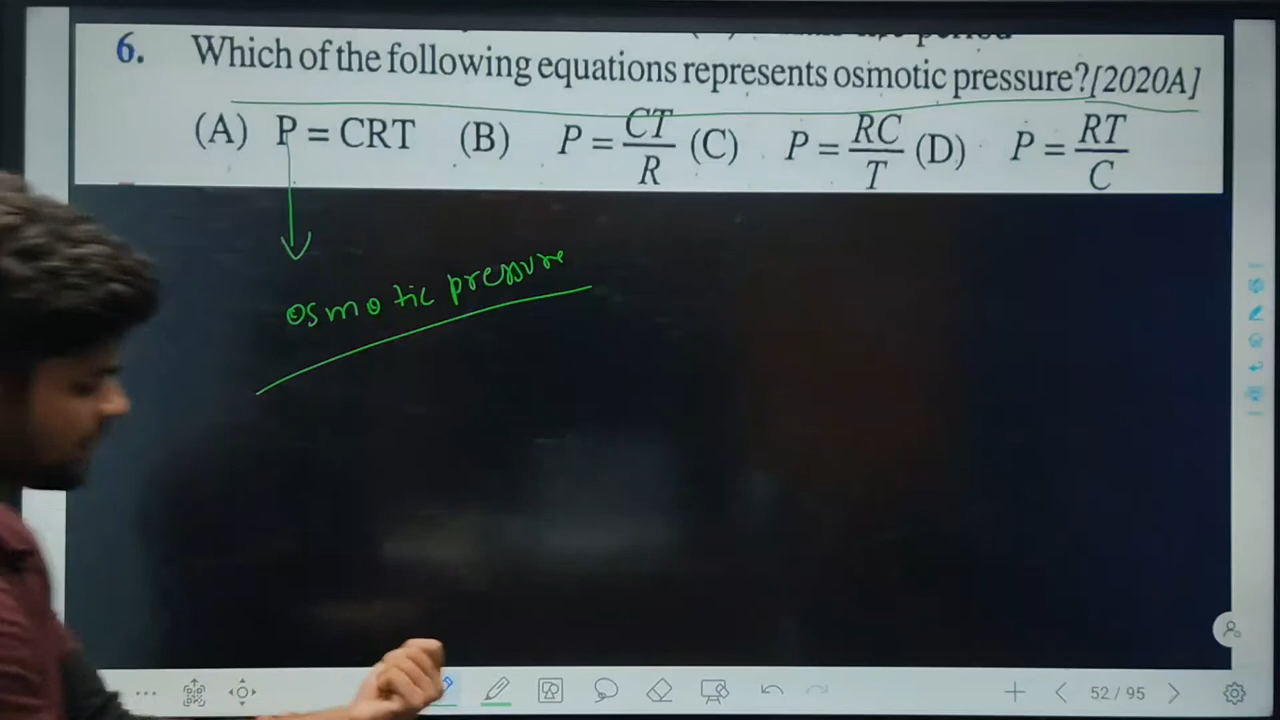 6. Which of the following equations represents osmotic pressure? [2020A]
(A) P = CRT (B) P = CT/R (C) P = RC/T (D) P = RT/C
osmotic pressure
52 / 95